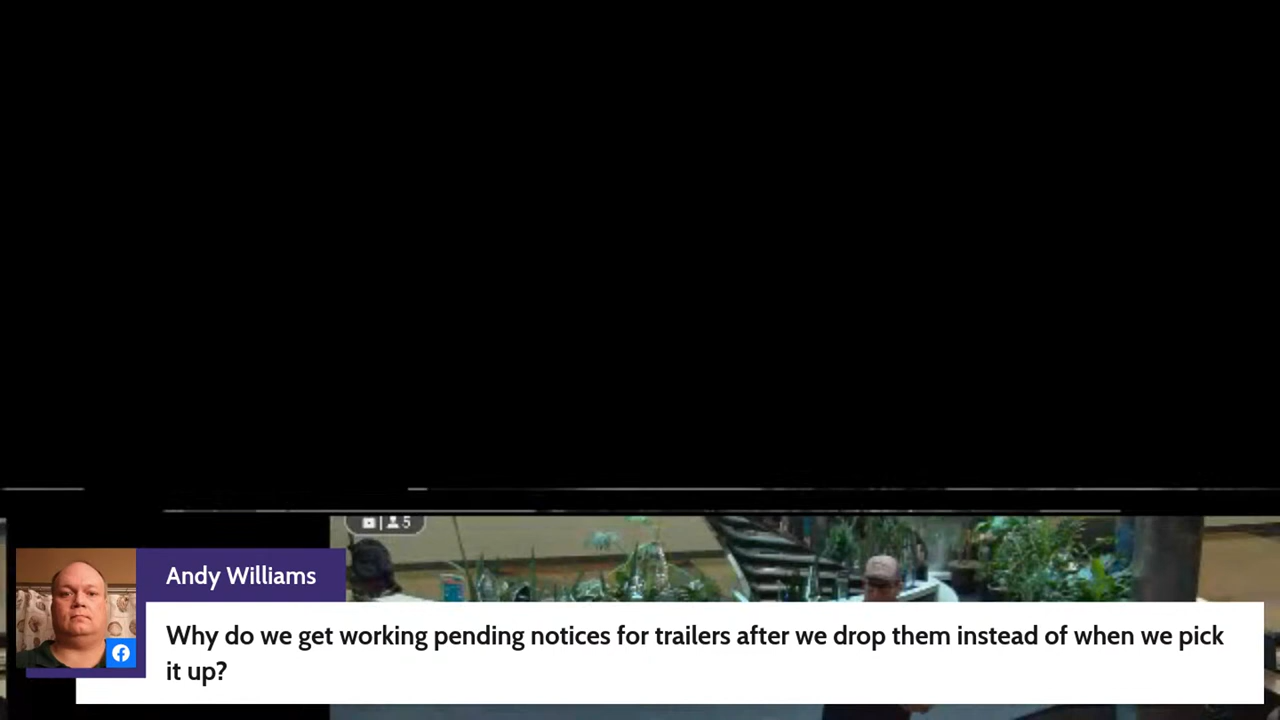 5
Andy Williams
Why do we get working pending notices for trailers after we drop them instead of when we pick
it up?